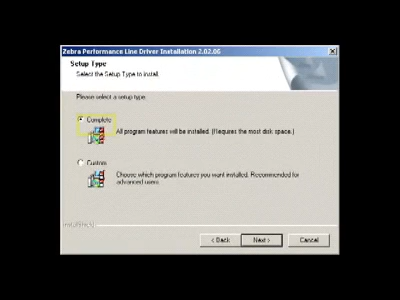 Zebra Performance Line Driver Installation 2.02.06
Setup Type
Select the Setup Type to install.
Please select a setup type.
Complete
All program features will be installed. (Requires the most disk space.)
Custom
Choose which program features you want installed. Recommended for
advanced users.
InstallShield
< Back
Next >
Cancel